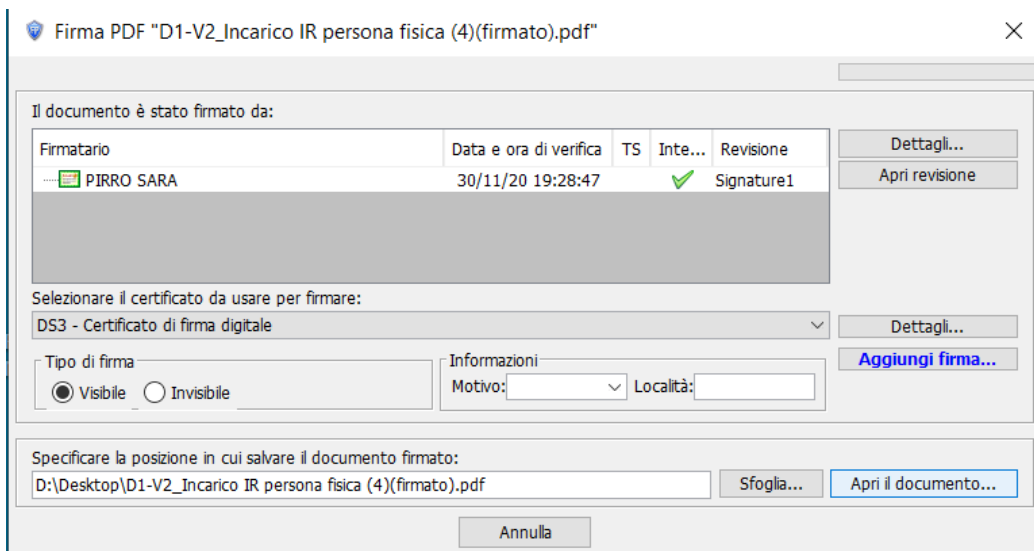 Firma PDF "D1-V2_Incarico IR persona fisica (4)(firmato).pdf"
Il documento è stato firmato da:
Firmatario Data e ora di verifica TS Inte... Revisione
PIRRO SARA 30/11/20 19:28:47 Signature1
Dettagli...
Apri revisione
Selezionare il certificato da usare per firmare:
DS3 - Certificato di firma digitale
Dettagli...
Aggiungi firma...
Tipo di firma
Visibile Invisibile
Informazioni
Motivo: Località:
Specificare la posizione in cui salvare il documento firmato:
D:\Desktop\D1-V2_Incarico IR persona fisica (4)(firmato).pdf Sfoglia... Apri il documento...
Annulla